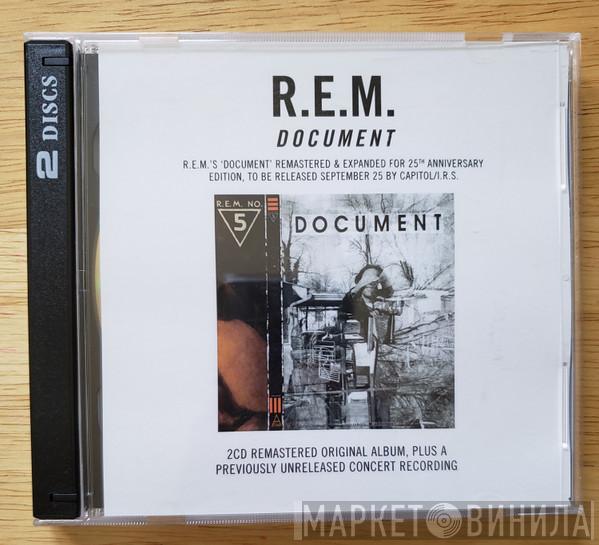 2 DISCS
R.E.M.
DOCUMENT
R.E.M.'S 'DOCUMENT' REMASTERED & EXPANDED FOR 25TH ANNIVERSARY
EDITION, TO BE RELEASED SEPTEMBER 25 BY CAPITOL/I.R.S.
R.E.M. NO.
5
DOCUMENT
2CD REMASTERED ORIGINAL ALBUM, PLUS A
PREVIOUSLY UNRELEASED CONCERT RECORDING
МАРКЕТ ВИНИЛА